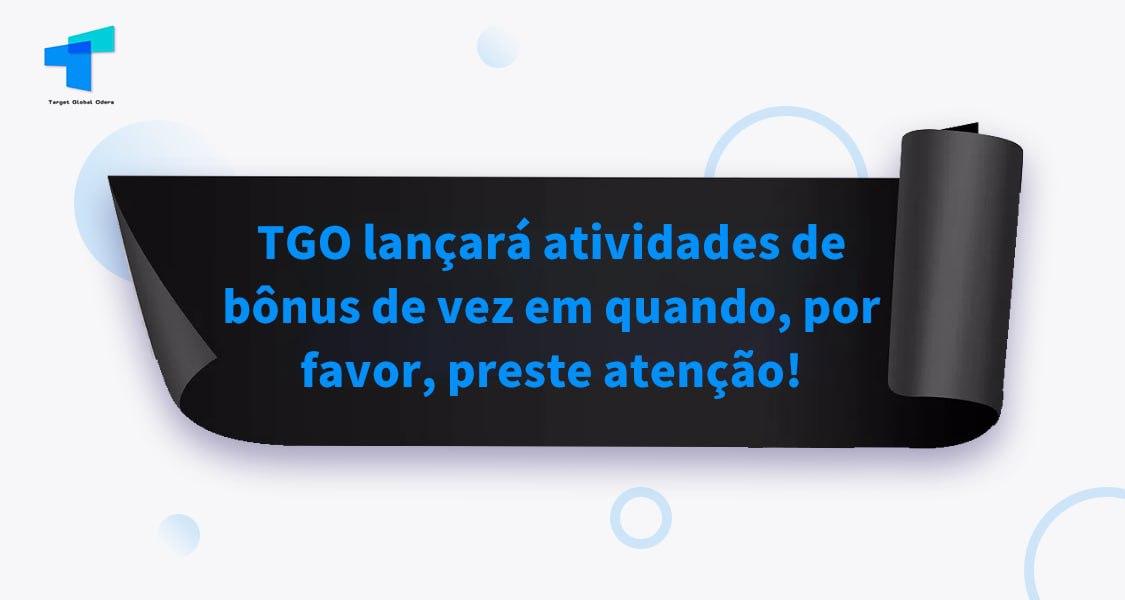 Target Global Odera
TGO lançará atividades de
bônus de vez em quando, por
favor, preste atenção!